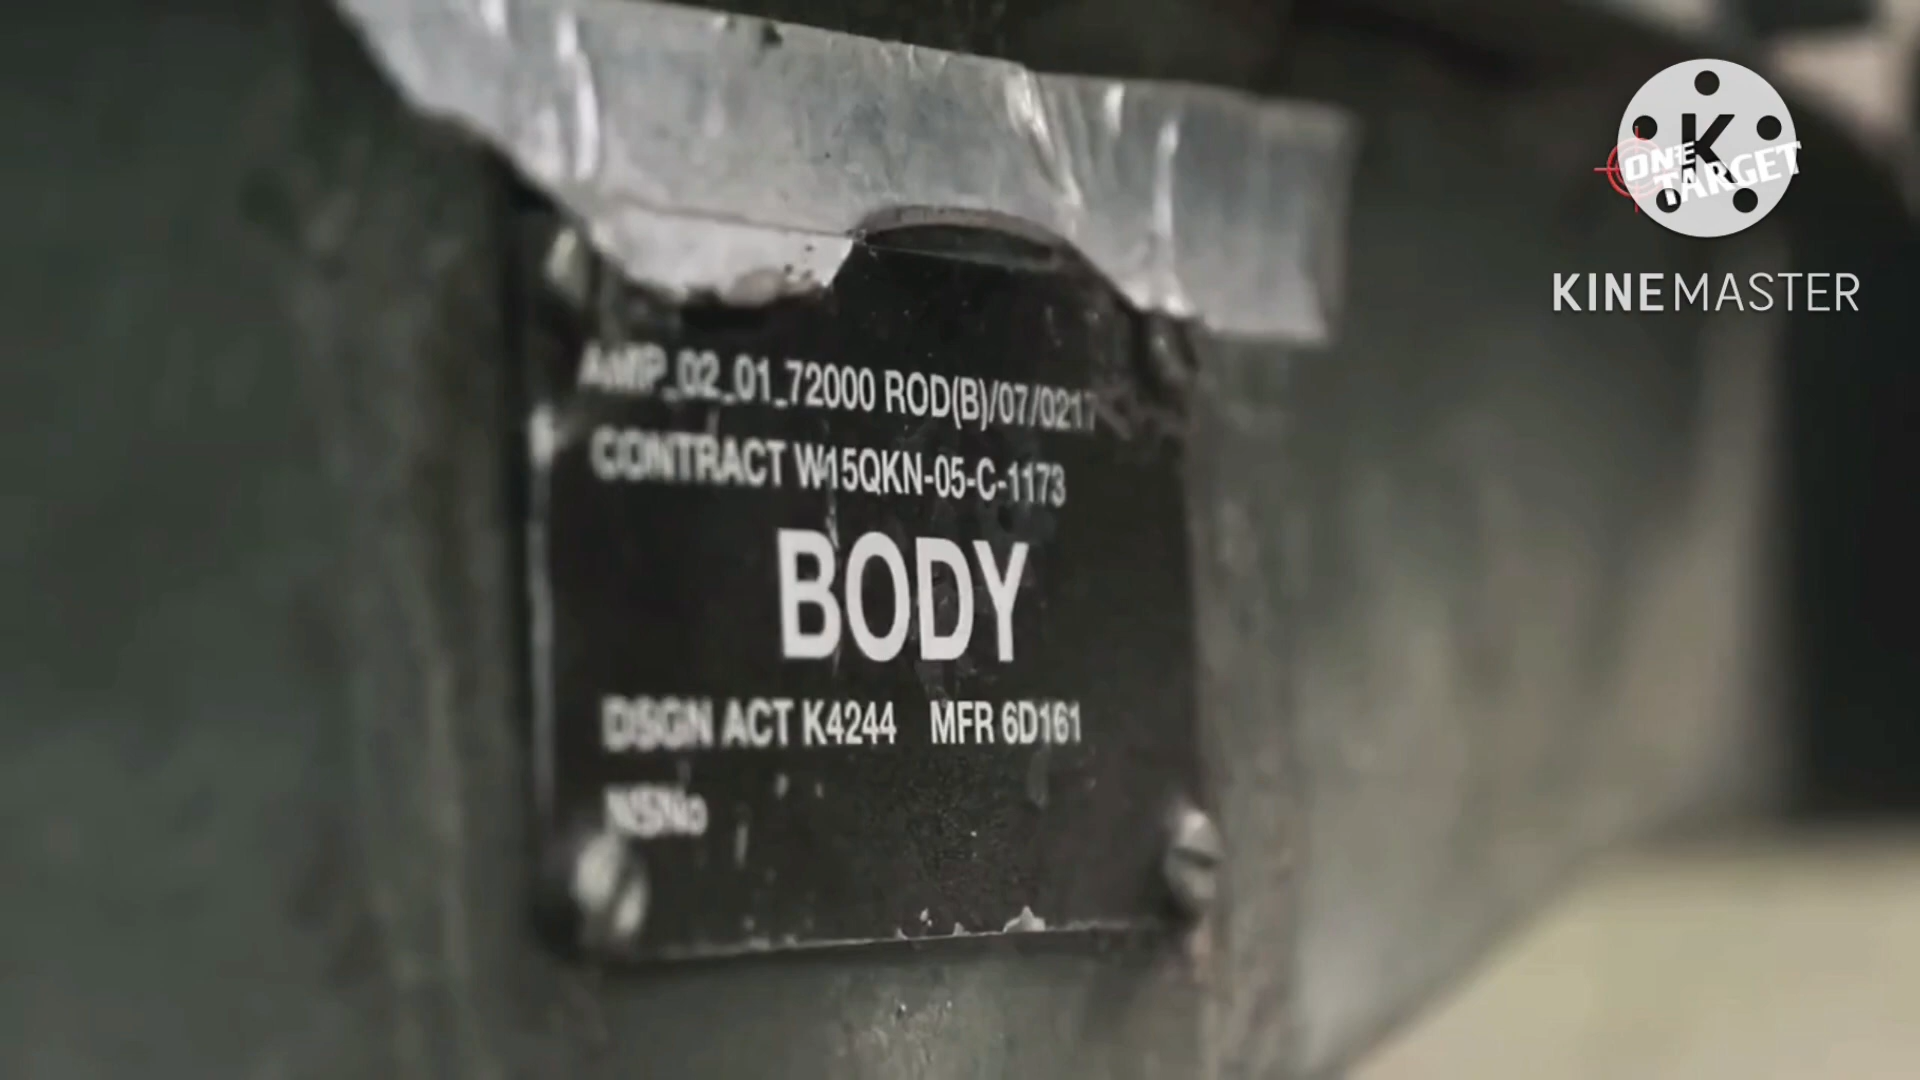 K
ONE
TARGET
KINEMASTER
AMP_02_01_72000 ROD(B)/07/0217
CONTRACT W15QKN-05-C-1173
BODY
DSGN ACT K4244 MFR 6D161
NSNo